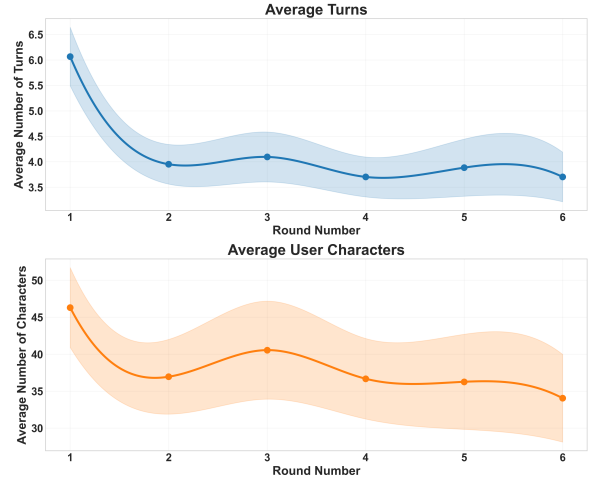 Average Turns
Average Number of Turns
6.5
6.0
5.5
5.0
4.5
4.0
3.5
1 2 3 4 5 6
Round Number
Average User Characters
Average Number of Characters
50
45
40
35
30
1 2 3 4 5 6
Round Number